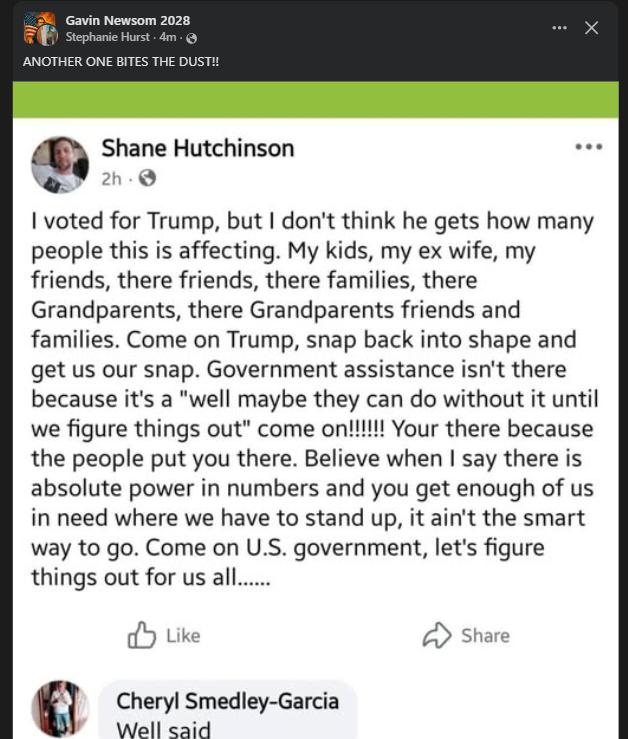 Gavin Newsom 2028
Stephanie Hurst · 4m ·
ANOTHER ONE BITES THE DUST!!
Shane Hutchinson
2h ·
I voted for Trump, but I don't think he gets how many
people this is affecting. My kids, my ex wife, my
friends, there friends, there families, there
Grandparents, there Grandparents friends and
families. Come on Trump, snap back into shape and
get us our snap. Government assistance isn't there
because it's a "well maybe they can do without it until
we figure things out" come on!!!!!! Your there because
the people put you there. Believe when I say there is
absolute power in numbers and you get enough of us
in need where we have to stand up, it ain't the smart
way to go. Come on U.S. government, let's figure
things out for us all......
Like
Share
Cheryl Smedley-Garcia
Well said